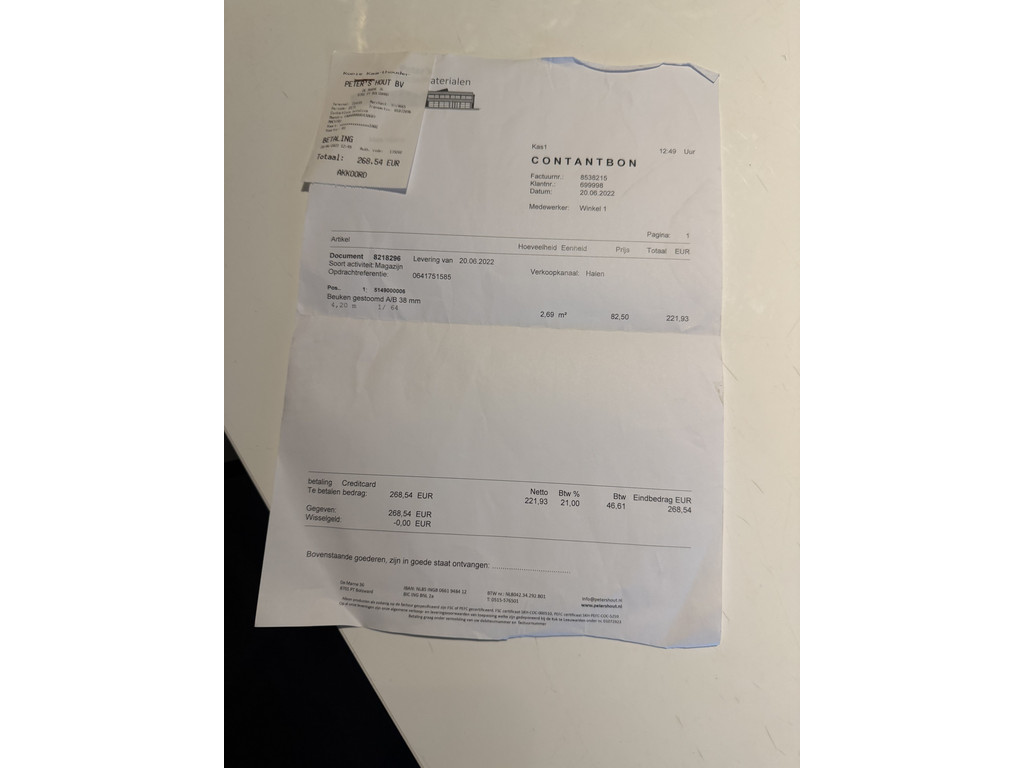 PETER'S HOUT BV
BETALING
Totaal: 268,54 EUR
AKKOORD
aterialen
Kas1 12:49 Uur
CONTANTBON
Factuurnr.: 8538215
Klantnr.: 699998
Datum: 20.06.2022
Medewerker: Winkel 1
Pagina: 1
Artikel Hoeveelheid Eenheid Prijs Totaal EUR
Document 8218296 Levering van 20.06.2022
Soort activiteit: Magazijn Verkoopkanaal: Halen
Opdrachtreferentie: 0641751585
Pos.. 1: 5149000006
Beuken gestoomd A/B 38 mm
4,20 m 1/ 64
2,69 m² 82,50 221,93
betaling Creditcard Netto Btw % Btw Eindbedrag EUR
Te betalen bedrag: 268,54 EUR 221,93 21,00 46,61 268,54
Gegeven: 268,54 EUR
Wisselgeld: -0,00 EUR
Bovenstaande goederen, zijn in goede staat ontvangen:
info@petershout.nl
www.petershout.nl